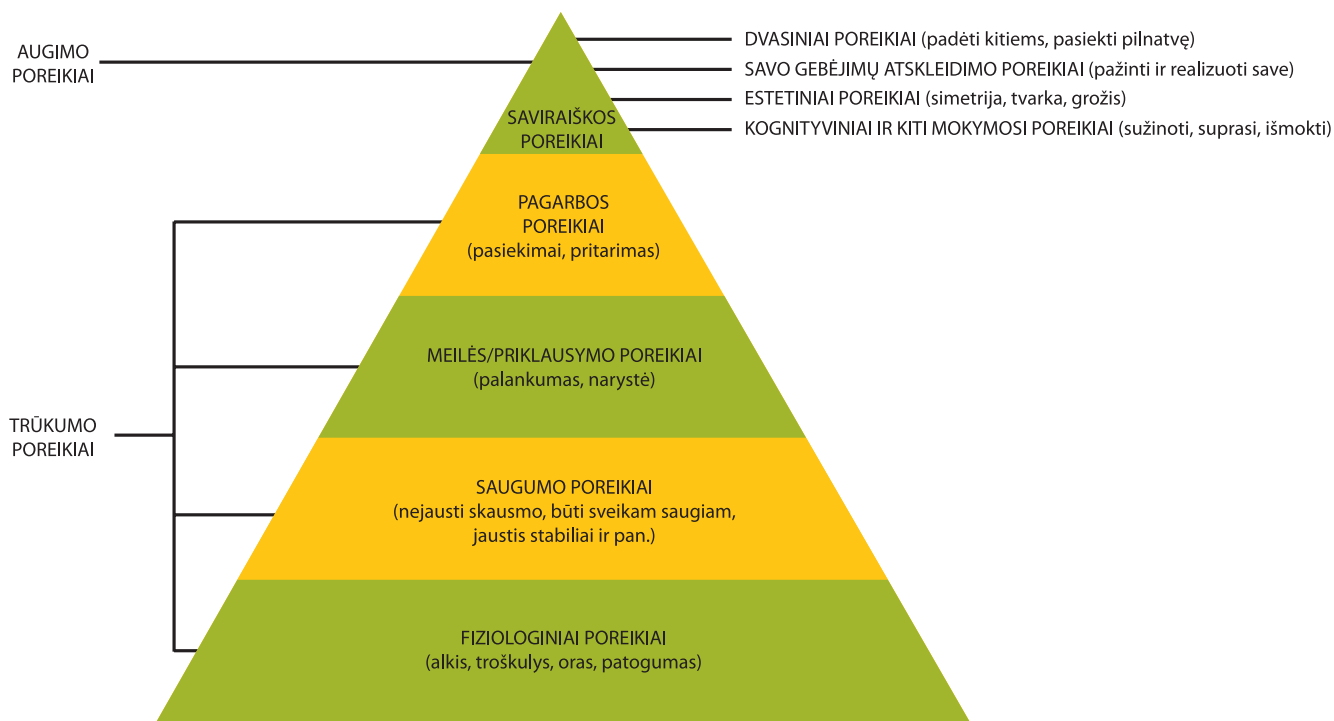 AUGIMO
POREIKIAI
DVASINIAI POREIKIAI (padėti kitiems, pasiekti pilnatvę)
SAVO GEBĖJIMŲ ATSKLEIDIMO POREIKIAI (pažinti ir realizuoti save)
ESTETINIAI POREIKIAI (simetrija, tvarka, grožis)
KOGNITYVINIAI IR KITI MOKYMOSI POREIKIAI (sužinoti, suprasi, išmokti)
SAVIRAIŠKOS
POREIKIAI
PAGARBOS
POREIKIAI
(pasiekimai, pritarimas)
MEILĖS/PRIKLAUSYMO POREIKIAI
(palankumas, narystė)
TRŪKUMO
POREIKIAI
SAUGUMO POREIKIAI
(nejausti skausmo, būti sveikam saugiam,
jaustis stabiliai ir pan.)
FIZIOLOGINIAI POREIKIAI
(alkis, troškulys, oras, patogumas)